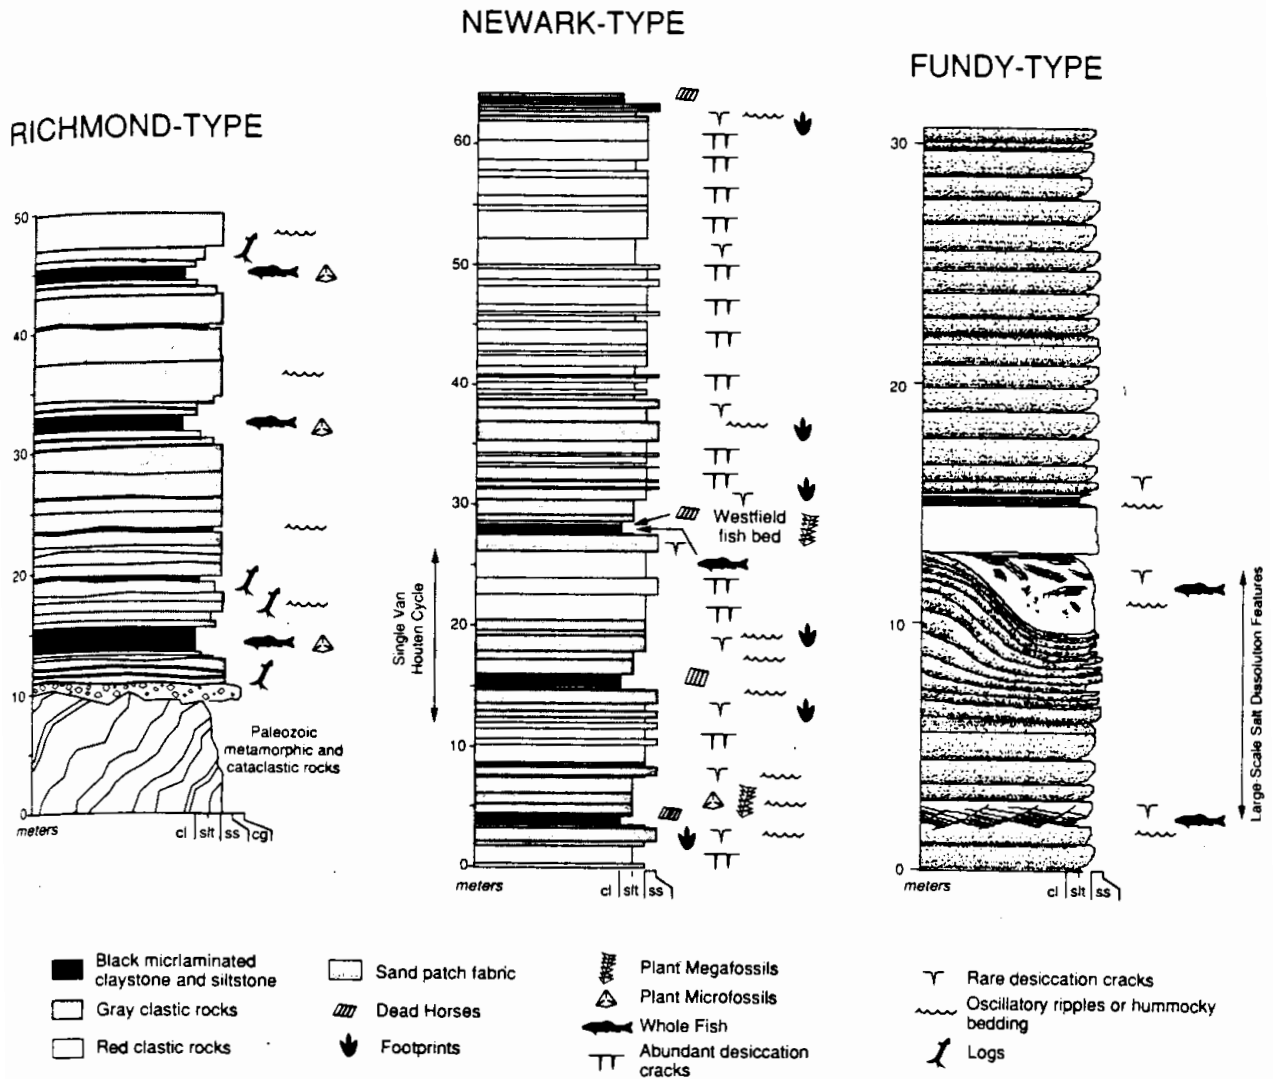 NEWARK-TYPE
FUNDY-TYPE
RICHMOND-TYPE
50
40
30
20
10
0
meters
cl slt ss cg
Paleozoic
metamorphic and
cataclastic rocks
60
50
40
30
20
10
0
meters
cl slt ss
Single Van
Houten Cycle
Westfield
fish bed
30
20
10
0
meters
cl slt ss
Large-Scale Salt Dissolution Features
Black micrlaminated
claystone and siltstone
Gray clastic rocks
Red clastic rocks
Sand patch fabric
Dead Horses
Footprints
Plant Megafossils
Plant Microfossils
Whole Fish
Abundant desiccation
cracks
Rare desiccation cracks
Oscillatory ripples or hummocky
bedding
Logs